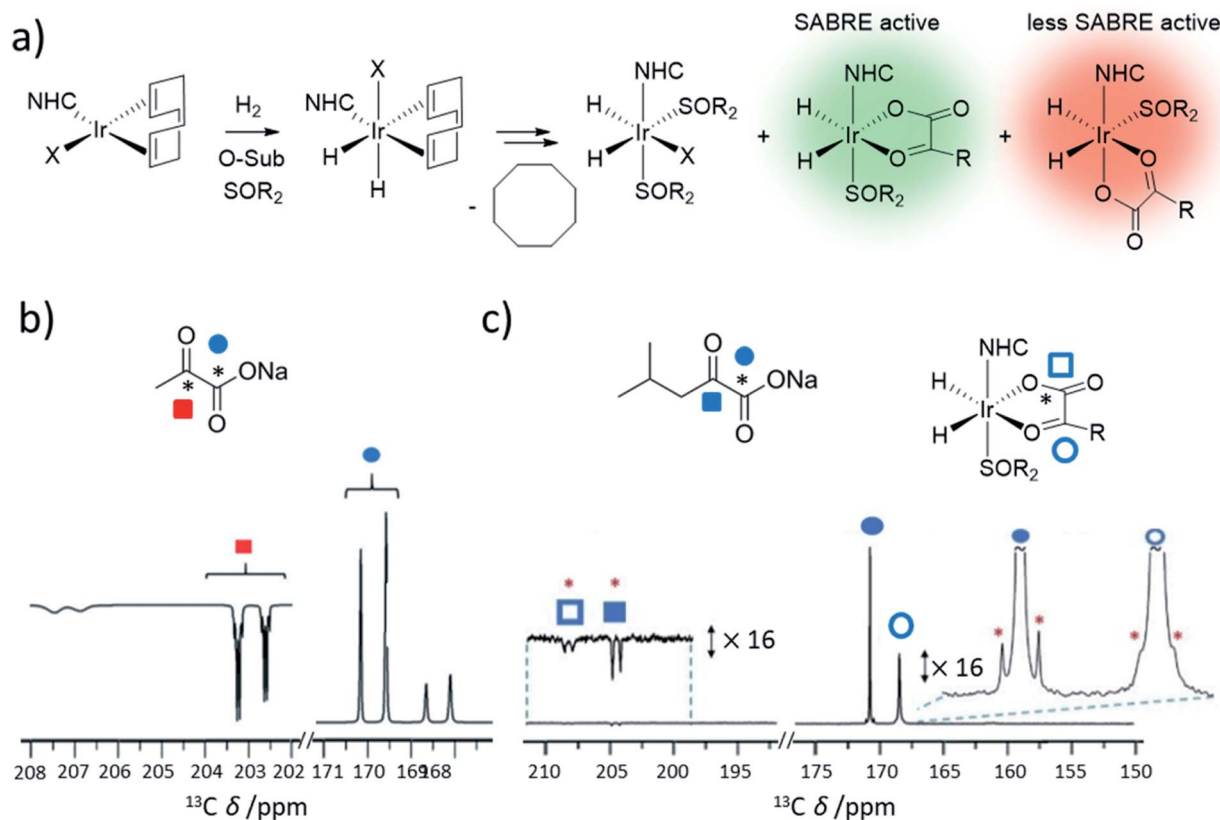 a)
SABRE active
less SABRE active
NHC
Ir
X
H₂
O-Sub
SOR₂
X
NHC
Ir
H
H
-
NHC
H
SOR₂
Ir
H
X
SOR₂
+
NHC
H
O
O
Ir
H
O
R
SOR₂
+
NHC
H
SOR₂
Ir
H
O
O
R
O
b)
O
*
*
ONa
O
208 207 206 205 204 203 202 171 170 169 168
¹³C δ /ppm
c)
O
*
ONa
O
NHC
H
O
O
*
Ir
H
O
R
SOR₂
* *
× 16
× 16
* * * *
210 205 200 195 175 170 165 160 155 150
¹³C δ /ppm